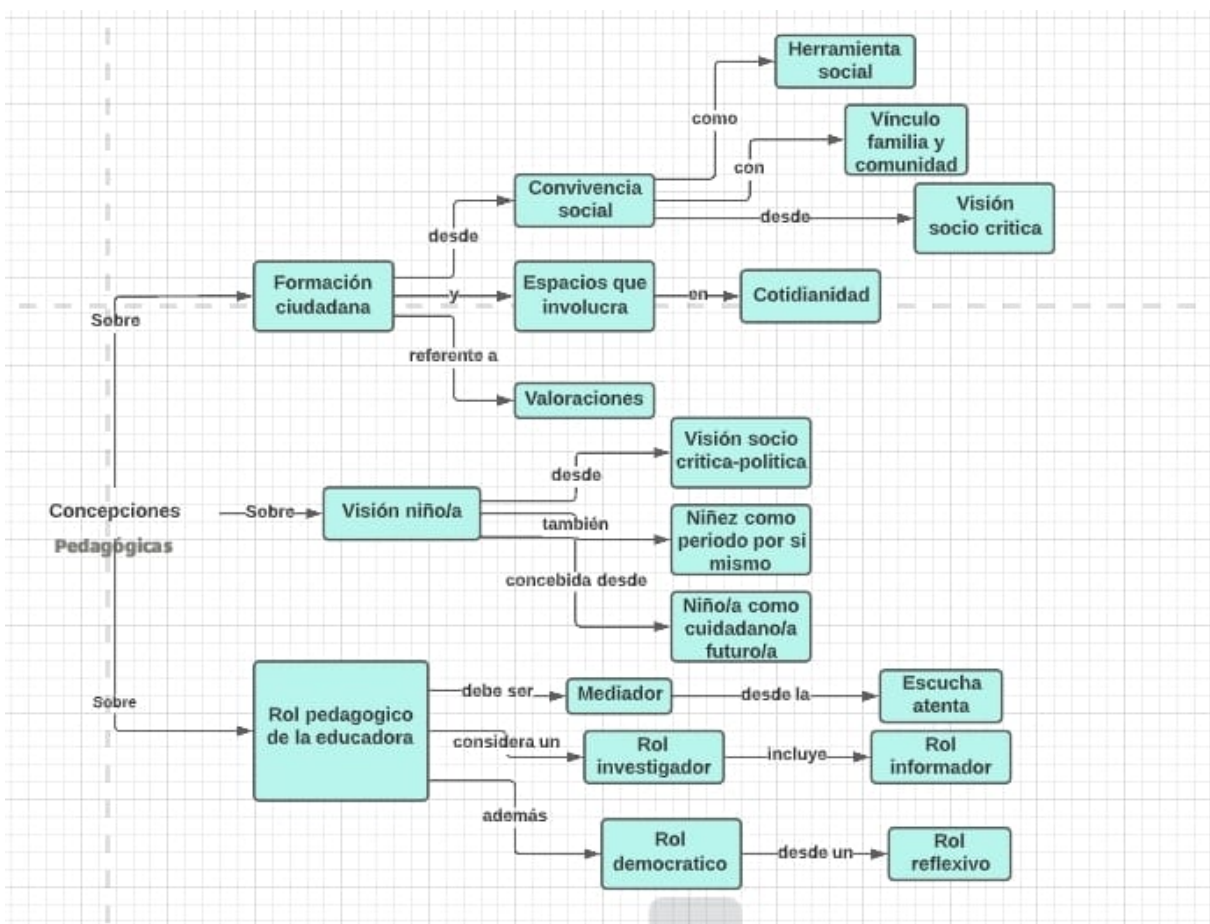 Herramienta
social
como
Vínculo
familia y
comunidad
con
Convivencia
social
Visión
socio critica
desde
desde
Formación
ciudadana
y
Espacios que
involucra
en
Cotidianidad
Sobre
referente a
Valoraciones
Visión socio
critica-politica
desde
Concepciones
Pedagógicas
Sobre
Visión niño/a
también
Niñez como
periodo por si
mismo
concebida desde
Niño/a como
cuidadano/a
futuro/a
Sobre
Rol pedagogico
de la educadora
debe ser
Mediador
desde la
Escucha
atenta
considera un
Rol
investigador
incluye
Rol
informador
además
Rol
democratico
desde un
Rol
reflexivo